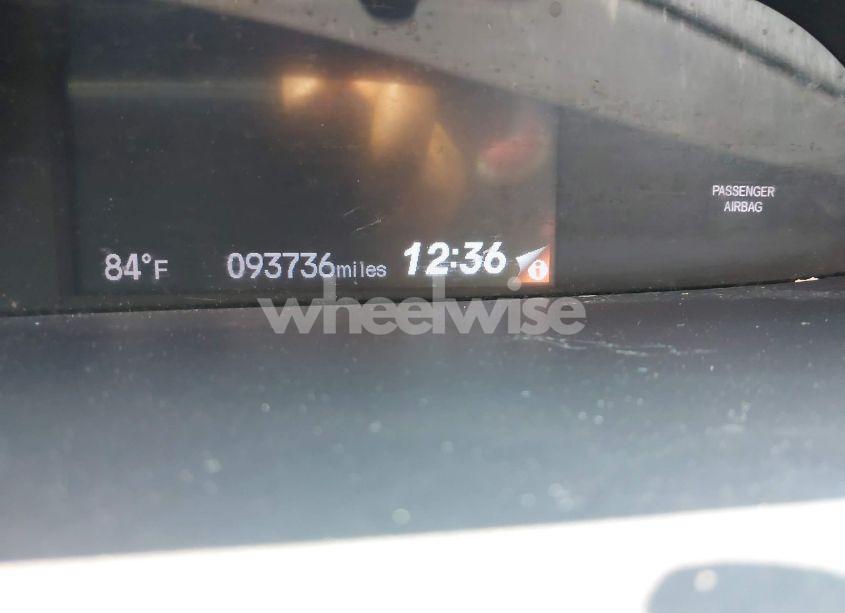 PASSENGER
AIRBAG
84°F 093736miles 12:36 i
wheelwise